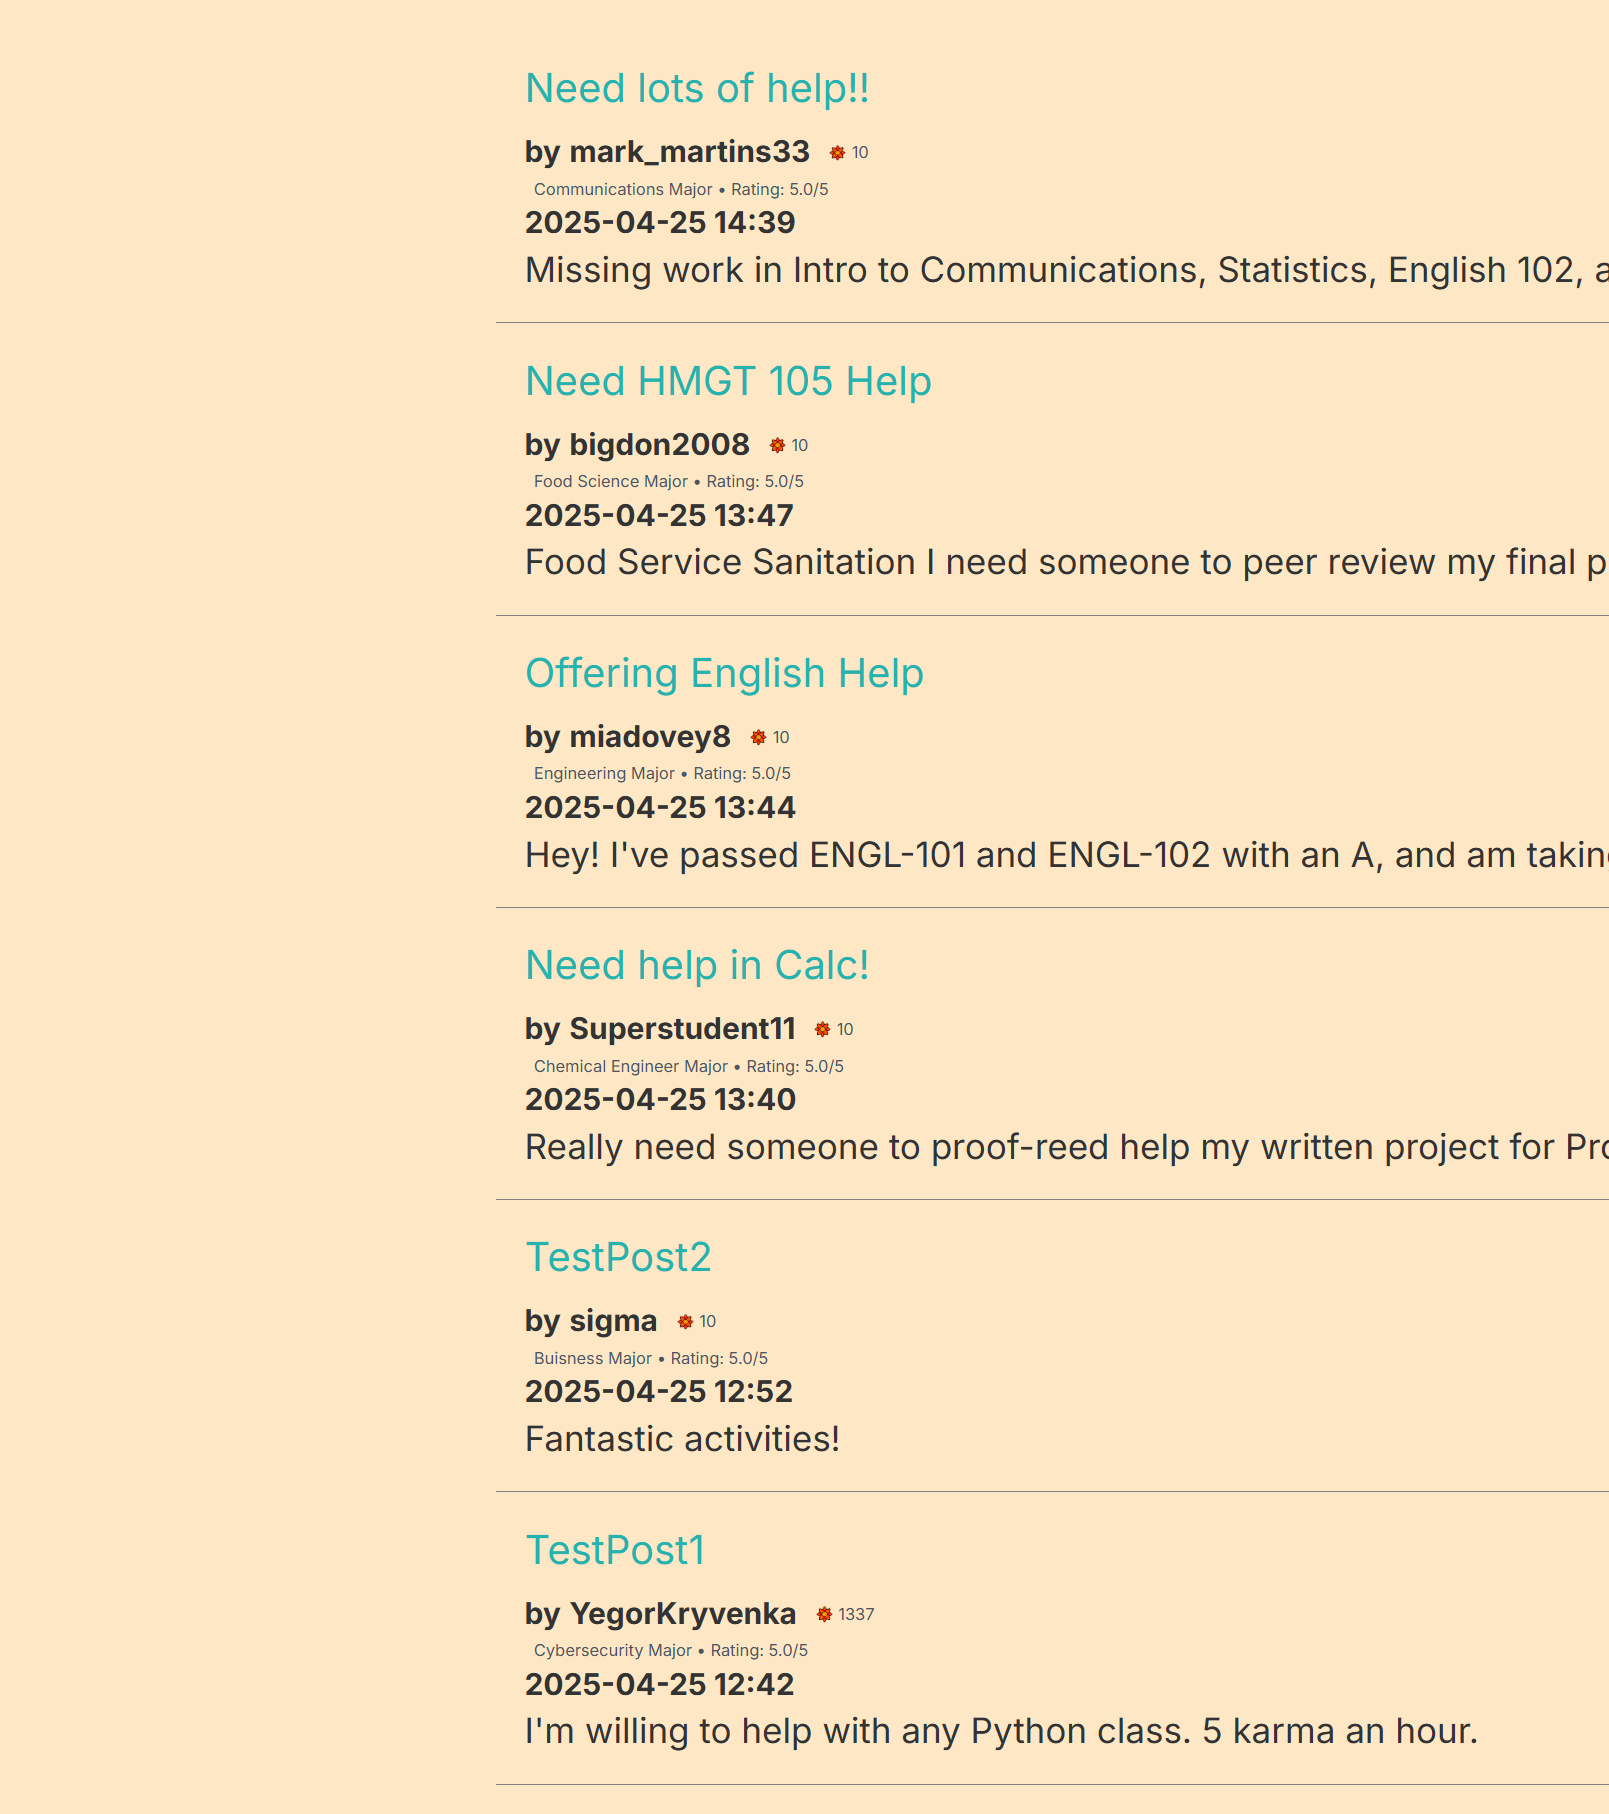 Need lots of help!!
by mark_martins33 10
Communications Major • Rating: 5.0/5
2025-04-25 14:39
Missing work in Intro to Communications, Statistics, English 102,
Need HMGT 105 Help
by bigdon2008 10
Food Science Major • Rating: 5.0/5
2025-04-25 13:47
Food Service Sanitation I need someone to peer review my final
Offering English Help
by miadovey8 10
Engineering Major • Rating: 5.0/5
2025-04-25 13:44
Hey! I've passed ENGL-101 and ENGL-102 with an A, and am
Need help in Calc!
by Superstudent11 10
Chemical Engineer Major • Rating: 5.0/5
2025-04-25 13:40
Really need someone to proof-reed help my written project for
TestPost2
by sigma 10
Buisness Major • Rating: 5.0/5
2025-04-25 12:52
Fantastic activities!
TestPost1
by YegorKryvenka 1337
Cybersecurity Major • Rating: 5.0/5
2025-04-25 12:42
I'm willing to help with any Python class. 5 karma an hour.